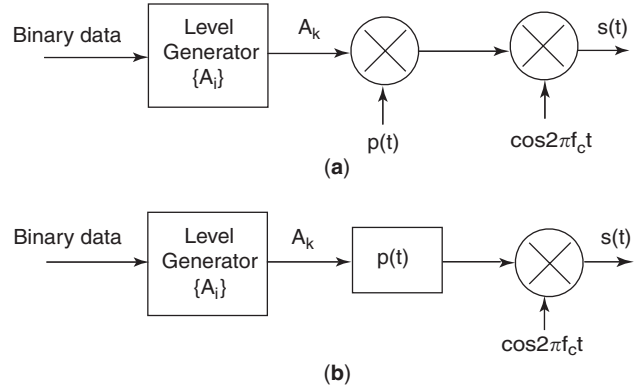 Binary data
Level
Generator
{Aᵢ}
Aₖ
p(t)
cos2πf꜀t
s(t)
(a)
Binary data
Level
Generator
{Aᵢ}
Aₖ
p(t)
cos2πf꜀t
s(t)
(b)